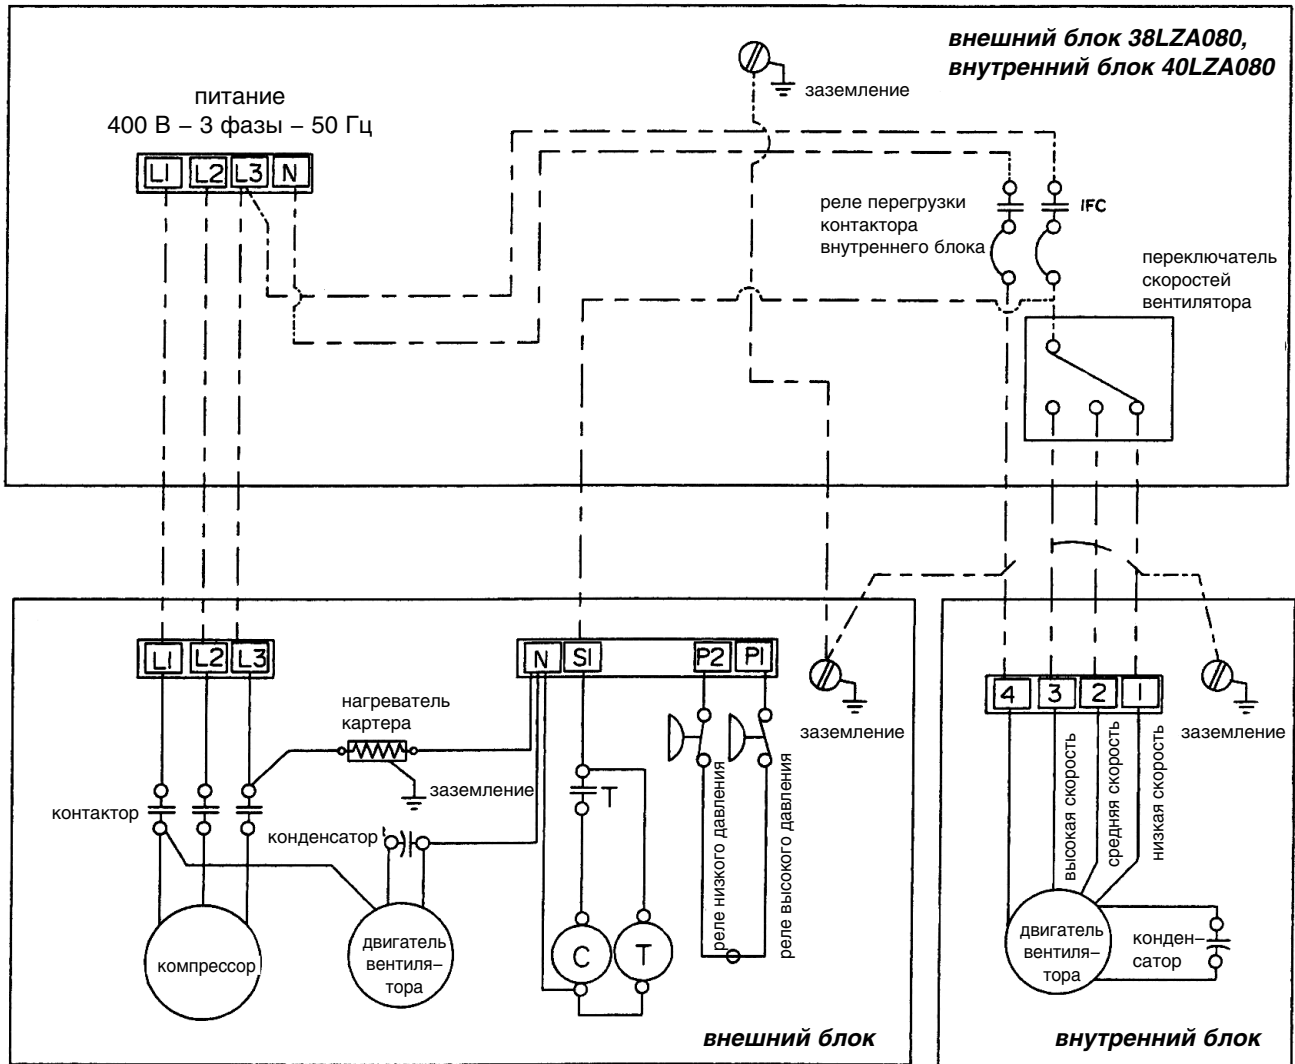 внешний блок 38LZA080,
внутренний блок 40LZA080
заземление
питание
400 В – 3 фазы – 50 Гц
L1 L2 L3 N
реле перегрузки
контактора
внутреннего блока
IFC
переключатель
скоростей
вентилятора
L1 L2 L3
N S1 P2 P1
4 3 2 1
нагреватель
картера
заземление
заземление
заземление
контактор
конденсатор
T
реле низкого давления
реле высокого давления
высокая скорость
средняя скорость
низкая скорость
компрессор
двигатель
вентиля–
тора
C
T
двигатель
вентиля–
тора
конден–
сатор
внешний блок
внутренний блок